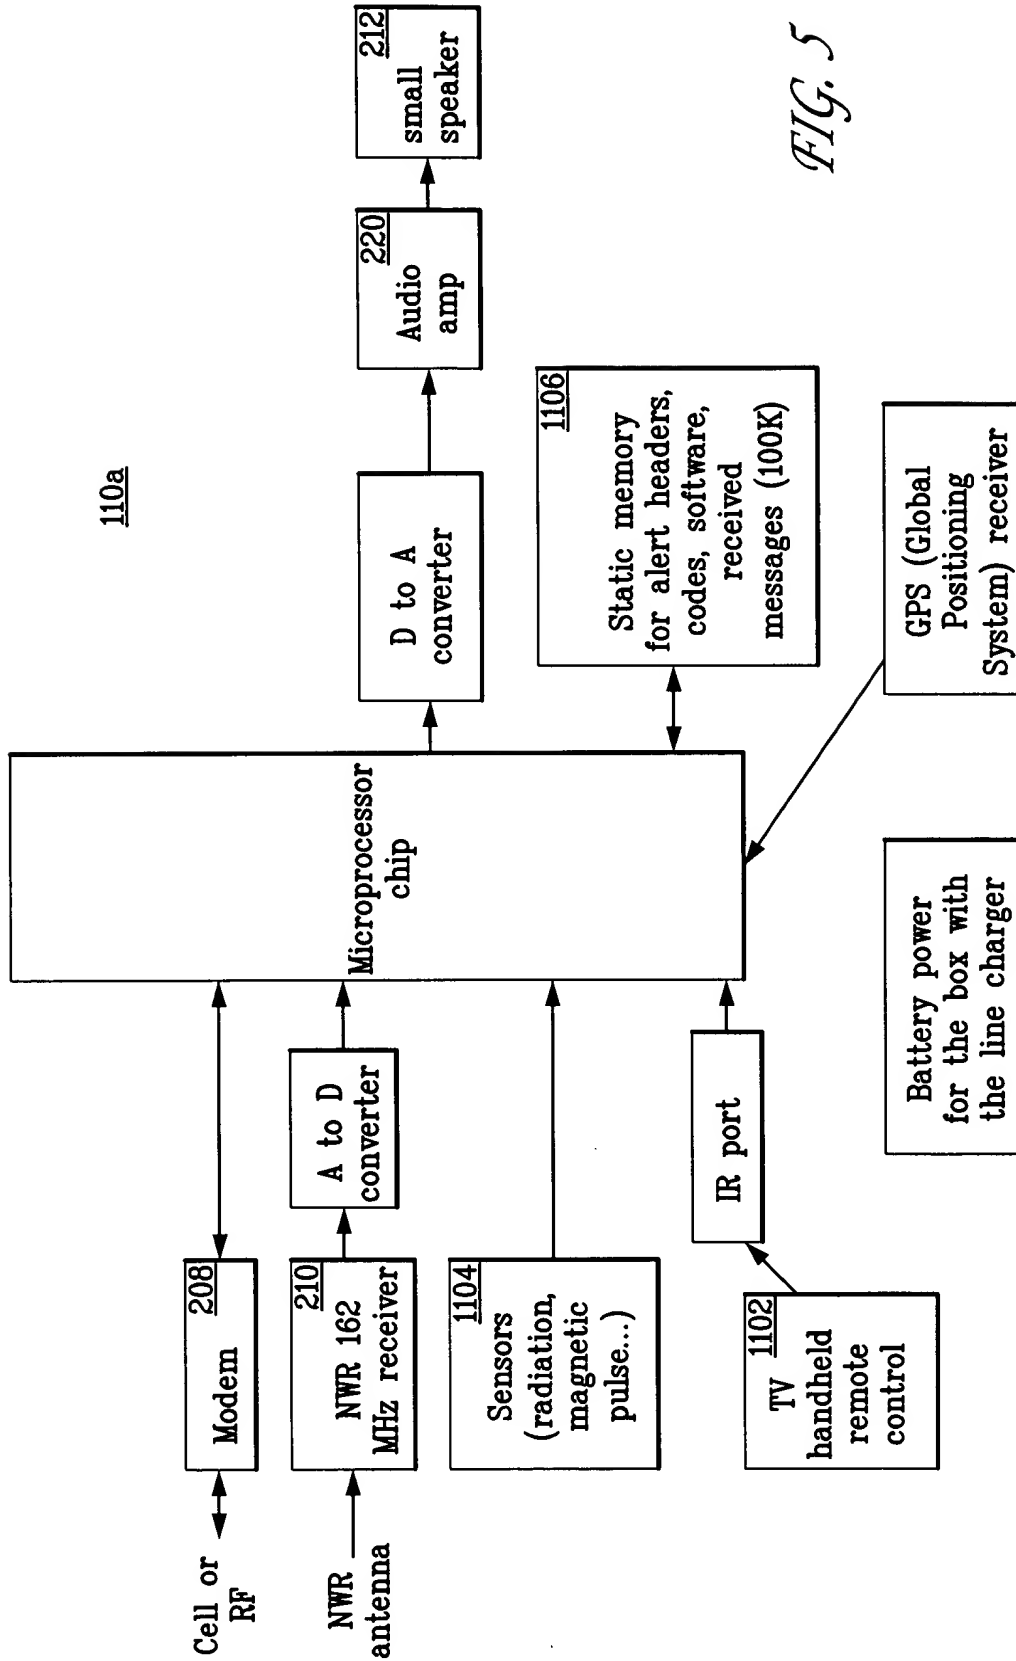 110a
Cell or
RF
208
Modem
NWR
antenna
210
NWR 162
MHz receiver
A to D
converter
1104
Sensors
(radiation,
magnetic
pulse...)
1102
TV
handheld
remote
control
IR port
Microprocessor
chip
D to A
converter
220
Audio
amp
212
small
speaker
1106
Static memory
for alert headers,
codes, software,
received
messages (100K)
Battery power
for the box with
the line charger
GPS (Global
Positioning
System) receiver
FIG. 5